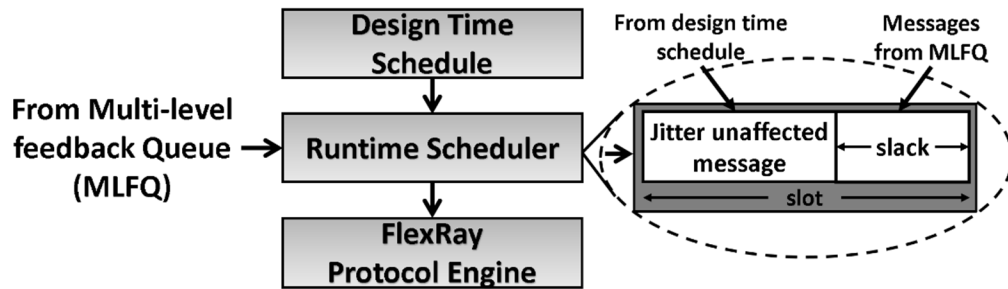 Design Time
Schedule
From Multi-level
feedback Queue
(MLFQ)
Runtime Scheduler
FlexRay
Protocol Engine
From design time
schedule
Messages
from MLFQ
Jitter unaffected
message
slack
slot